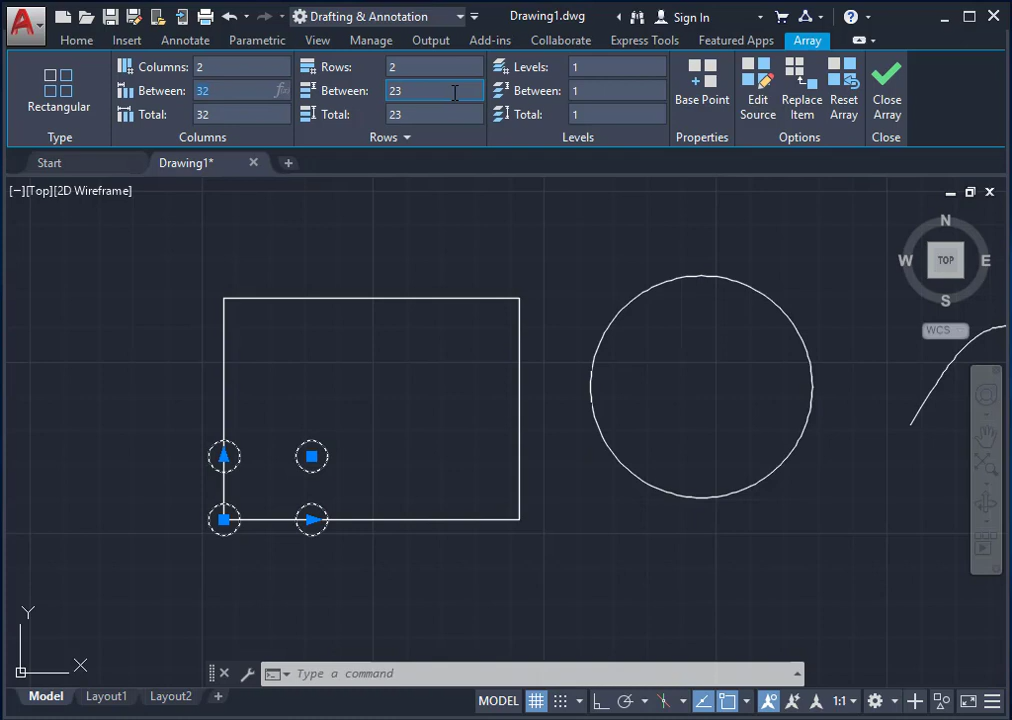 Drafting & Annotation
Drawing1.dwg
Sign In
A
Home
Insert
Annotate
Parametric
View
Manage
Output
Add-ins
Collaborate
Express Tools
Featured Apps
Array
Columns: 2
Between: 32
Total: 32
Rows: 2
Between: 23
Total: 23
Levels: 1
Between: 1
Total: 1
Rectangular
Base Point
Edit Source
Replace Item
Reset Array
Close Array
Type
Columns
Rows
Levels
Properties
Options
Close
Start
Drawing1*
[−][Top][2D Wireframe]
N
W
TOP
E
S
WCS
Y
X
Type a command
Model
Layout1
Layout2
MODEL
1:1